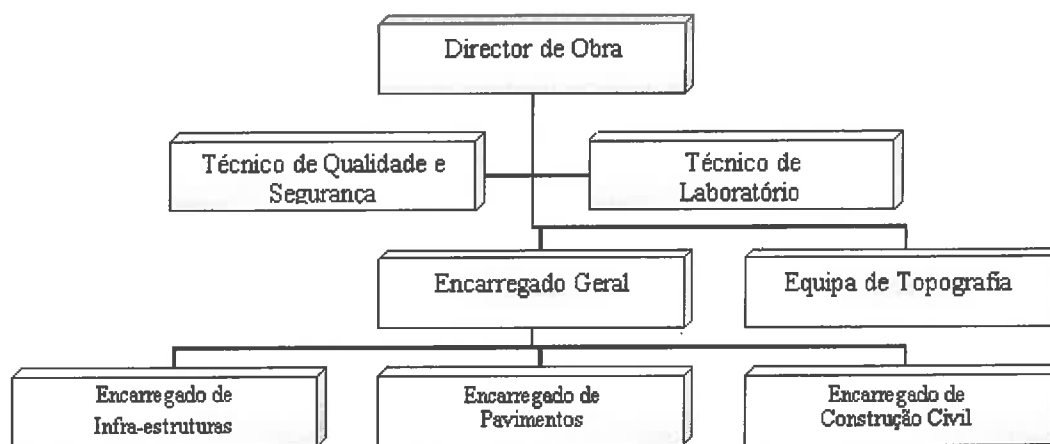 Director de Obra
Técnico de Qualidade e
Segurança
Técnico de
Laboratório
Encarregado Geral
Equipa de Topografia
Encarregado de
Infra-estruturas
Encarregado de
Pavimentos
Encarregado de
Construção Civil